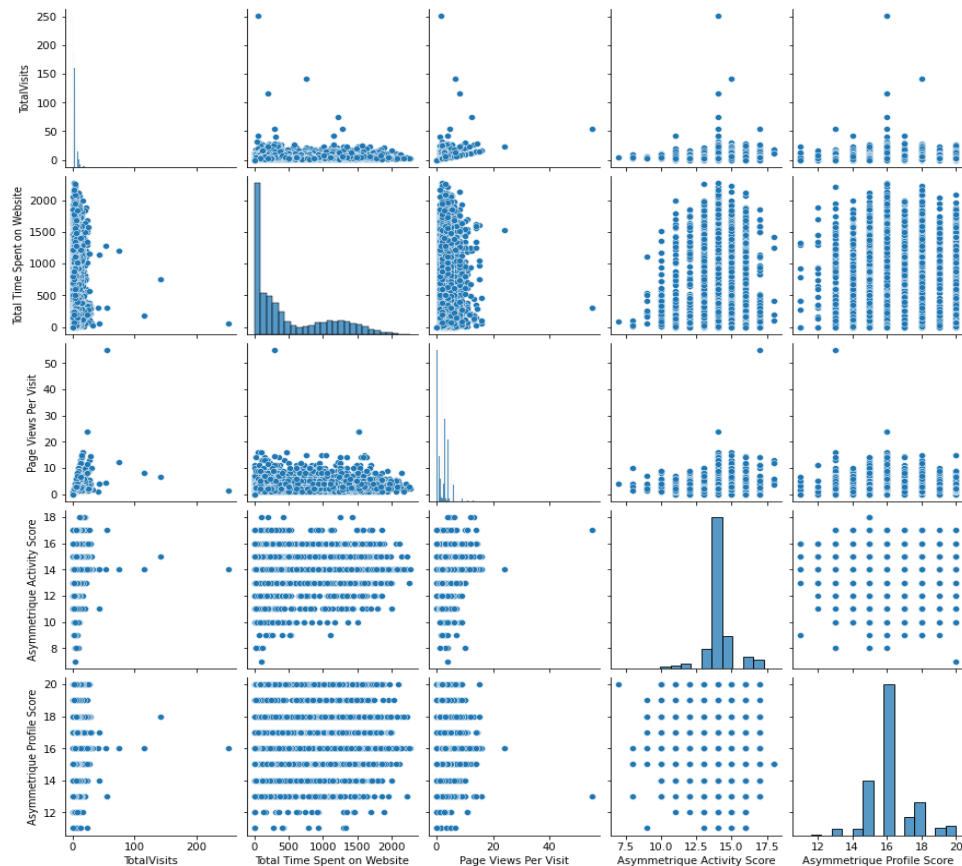 TotalVisits
250
200
150
100
50
0
Total Time Spent on Website
2000
1500
1000
500
0
Page Views Per Visit
50
40
30
20
10
0
Asymmetrique Activity Score
18
16
14
12
10
8
Asymmetrique Profile Score
20
18
16
14
12
0 200
0 500 1000 1500 2000
0 20 40 60
7.5 10.0 12.5 15.0 17.5
12 14 16 18 20
TotalVisits
Total Time Spent on Website
Page Views Per Visit
Asymmetrique Activity Score
Asymmetrique Profile Score